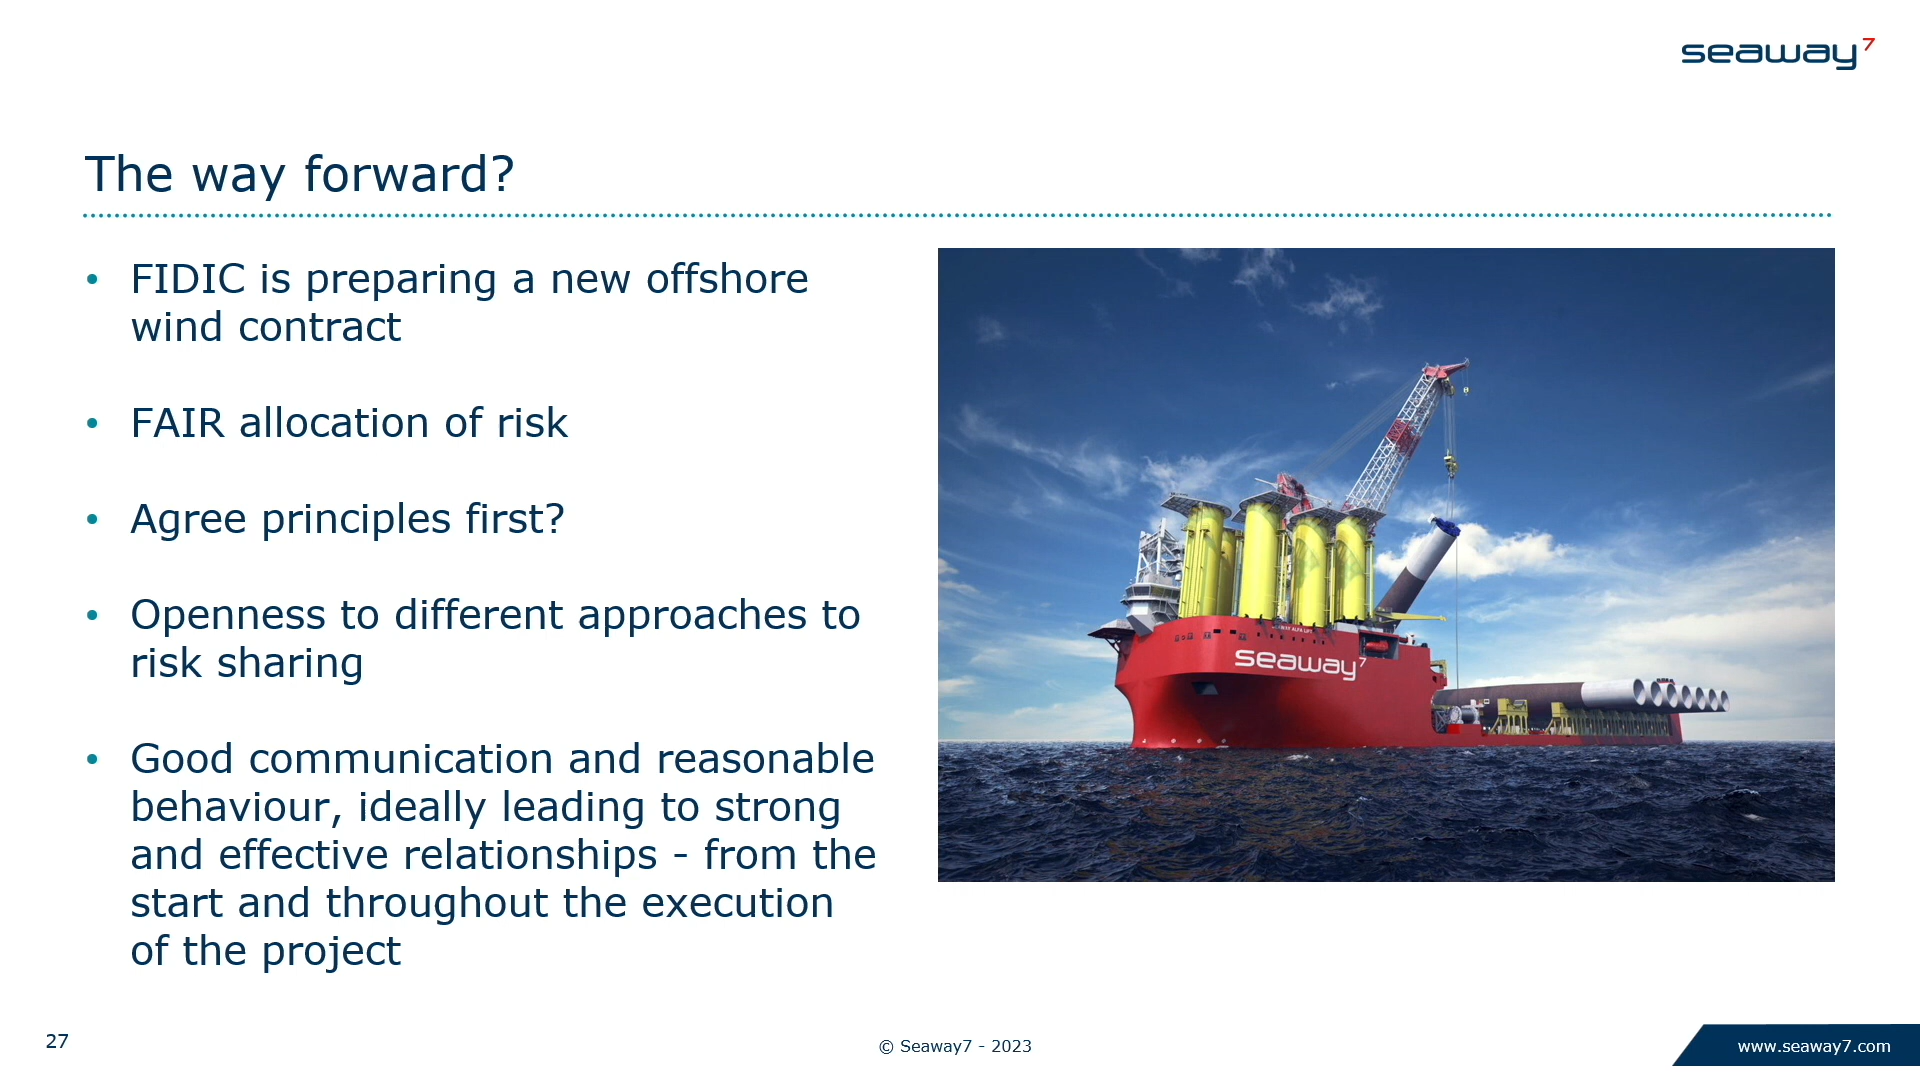 seaway7
The way forward?
• FIDIC is preparing a new offshore
wind contract
• FAIR allocation of risk
• Agree principles first?
• Openness to different approaches to
risk sharing
• Good communication and reasonable
behaviour, ideally leading to strong
and effective relationships - from the
start and throughout the execution
of the project
seaway7
27
© Seaway7 - 2023
www.seaway7.com